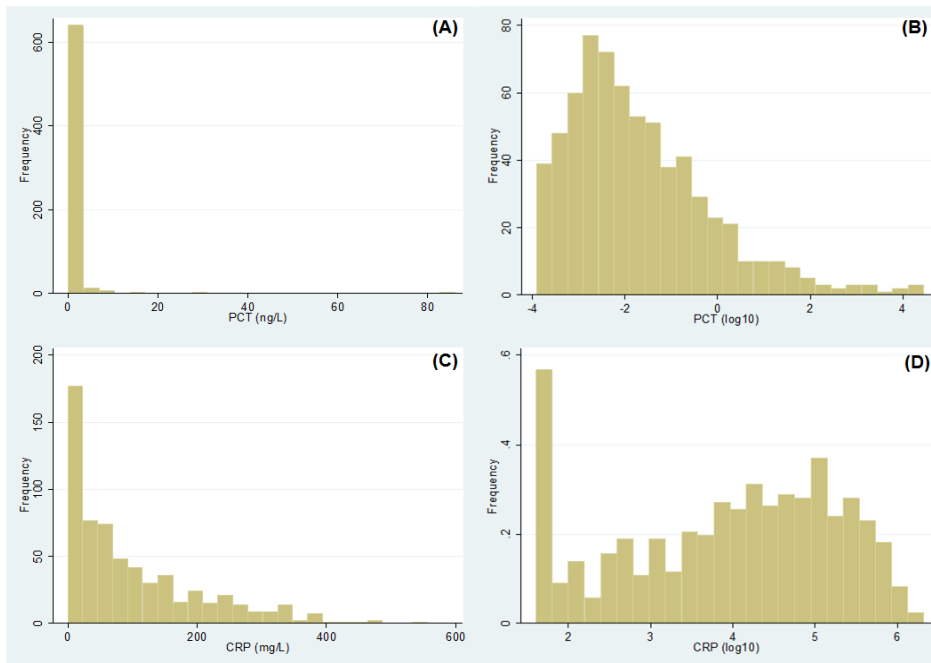 (A)
Frequency
600
400
200
0
0 20 40 60 80
PCT (ng/L)
(B)
Frequency
80
60
40
20
0
-4 -2 0 2 4
PCT (log10)
(C)
Frequency
200
150
100
50
0
0 200 400 600
CRP (mg/L)
(D)
Frequency
.6
.4
.2
0
2 3 4 5 6
CRP (log10)